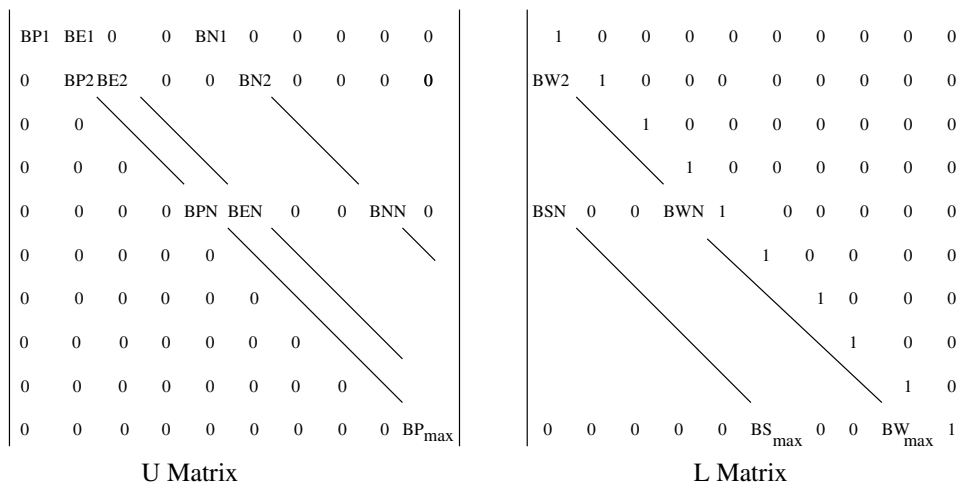 BP1 BE1 0 0 BN1 0 0 0 0 0
0 BP2 BE2 0 0 BN2 0 0 0 0
0 0
0 0 0
0 0 0 0 BPN BEN 0 0 BNN 0
0 0 0 0 0
0 0 0 0 0 0
0 0 0 0 0 0 0
0 0 0 0 0 0 0 0
0 0 0 0 0 0 0 0 0 BPmax
U Matrix
1 0 0 0 0 0 0 0 0 0
BW2 1 0 0 0 0 0 0 0 0
1 0 0 0 0 0 0 0
1 0 0 0 0 0 0
BSN 0 0 BWN 1 0 0 0 0 0
1 0 0 0 0
1 0 0 0
1 0 0
1 0
0 0 0 0 0 BSmax 0 0 BWmax 1
L Matrix